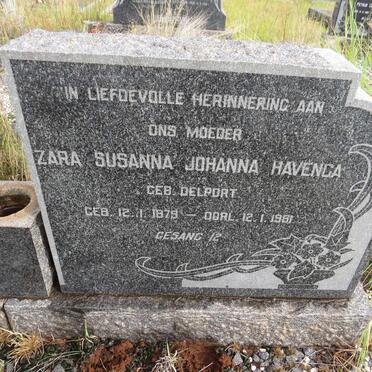 IN LIEFDEVOLLE HERINNERING AAN
ONS MOEDER
ZARA SUSANNA JOHANNA HAVENGA
GEB. DELPORT
GEB. 12.1.1879 – OORL. 12.1.1961
GESANG 12